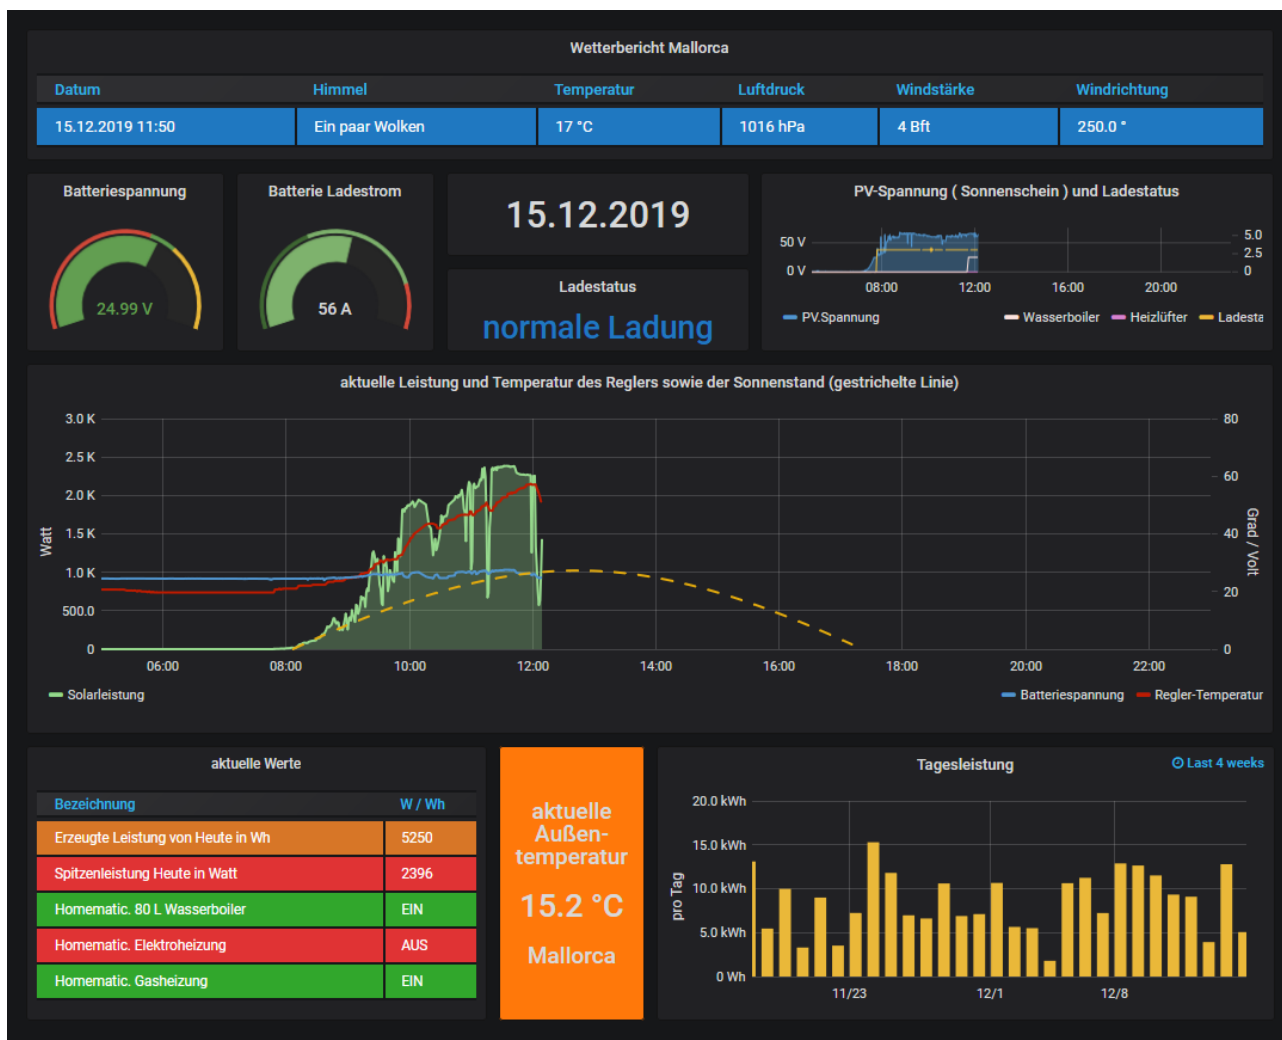 Wetterbericht Mallorca
Datum Himmel Temperatur Luftdruck Windstärke Windrichtung
15.12.2019 11:50 Ein paar Wolken 17 °C 1016 hPa 4 Bft 250.0 °
Batteriespannung
24.99 V
Batterie Ladestrom
56 A
15.12.2019
Ladestatus
normale Ladung
PV-Spannung ( Sonnenschein ) und Ladestatus
50 V 5.0
2.5
0 V 0
08:00 12:00 16:00 20:00
PV.Spannung Wasserboiler Heizlüfter Ladesta
aktuelle Leistung und Temperatur des Reglers sowie der Sonnenstand (gestrichelte Linie)
3.0 K 80
2.5 K
60
2.0 K
1.5 K 40
1.0 K
20
500.0
0 0
Watt
Grad / Volt
06:00 08:00 10:00 12:00 14:00 16:00 18:00 20:00 22:00
Solarleistung Batteriespannung Regler-Temperatur
aktuelle Werte
Bezeichnung W / Wh
Erzeugte Leistung von Heute in Wh 5250
Spitzenleistung Heute in Watt 2396
Homematic. 80 L Wasserboiler EIN
Homematic. Elektroheizung AUS
Homematic. Gasheizung EIN
aktuelle
Außen-
temperatur
15.2 °C
Mallorca
Tagesleistung Last 4 weeks
20.0 kWh
15.0 kWh
10.0 kWh
5.0 kWh
0 Wh
pro Tag
11/23 12/1 12/8